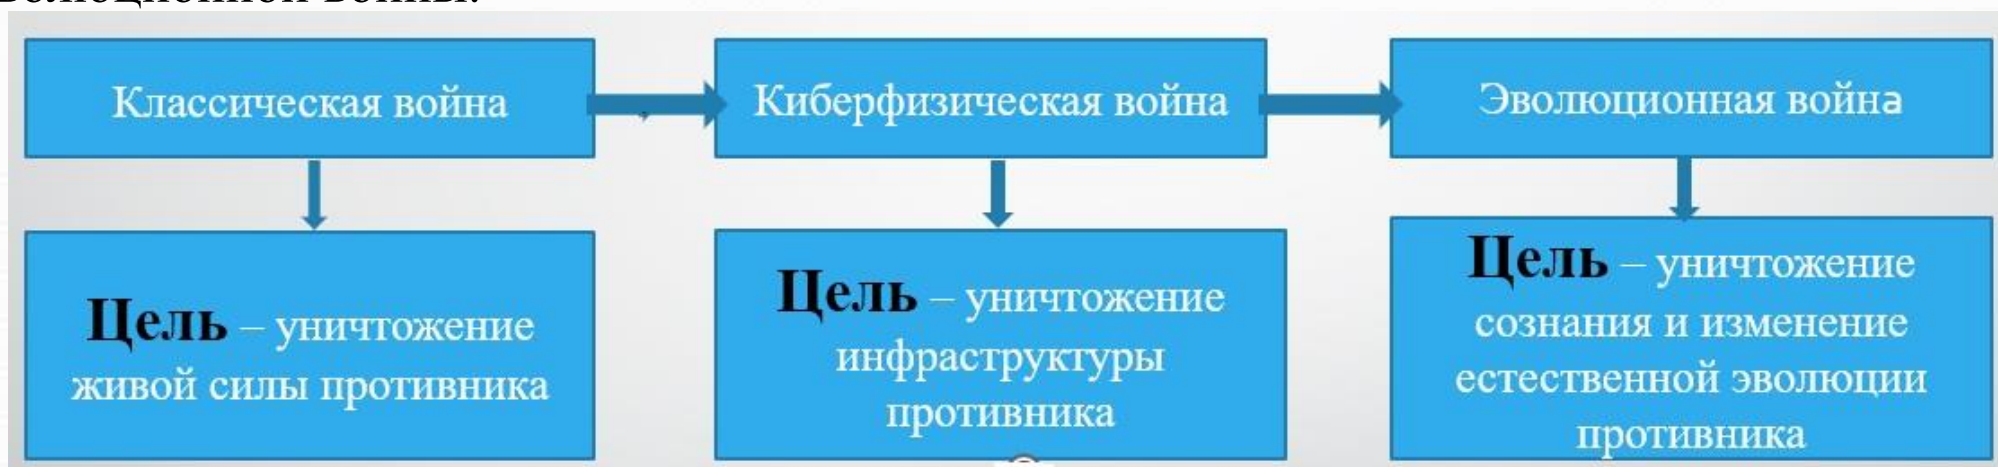 войны.
Классическая война
Киберфизическая война
Эволюционная война
Цель – уничтожение
живой силы противника
Цель – уничтожение
инфраструктуры
противника
Цель – уничтожение
сознания и изменение
естественной эволюции
противника